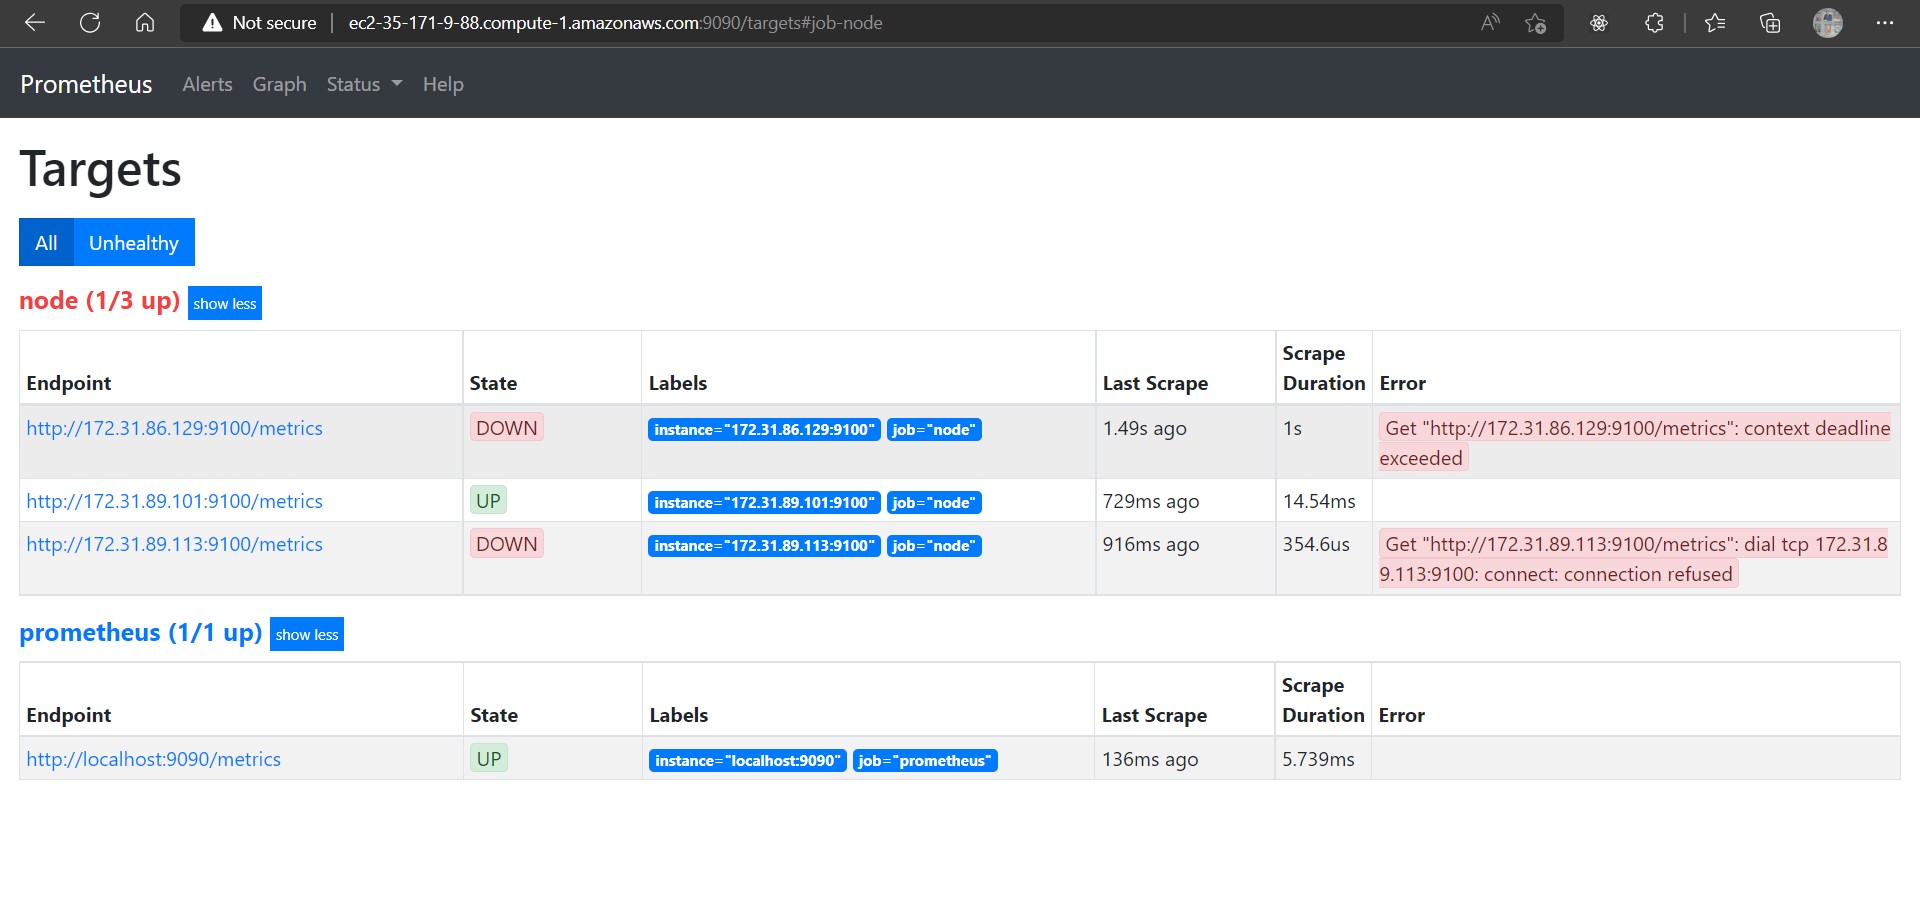 Not secure ec2-35-171-9-88.compute-1.amazonaws.com:9090/targets#job-node
Prometheus Alerts Graph Status Help
Targets
All Unhealthy
node (1/3 up) show less
Endpoint State Labels Last Scrape Scrape Duration Error
http://172.31.86.129:9100/metrics DOWN instance="172.31.86.129:9100" job="node" 1.49s ago 1s Get "http://172.31.86.129:9100/metrics": context deadline
exceeded
http://172.31.89.101:9100/metrics UP instance="172.31.89.101:9100" job="node" 729ms ago 14.54ms
http://172.31.89.113:9100/metrics DOWN instance="172.31.89.113:9100" job="node" 916ms ago 354.6us Get "http://172.31.89.113:9100/metrics": dial tcp 172.31.8
9.113:9100: connect: connection refused
prometheus (1/1 up) show less
Endpoint State Labels Last Scrape Scrape Duration Error
http://localhost:9090/metrics UP instance="localhost:9090" job="prometheus" 136ms ago 5.739ms